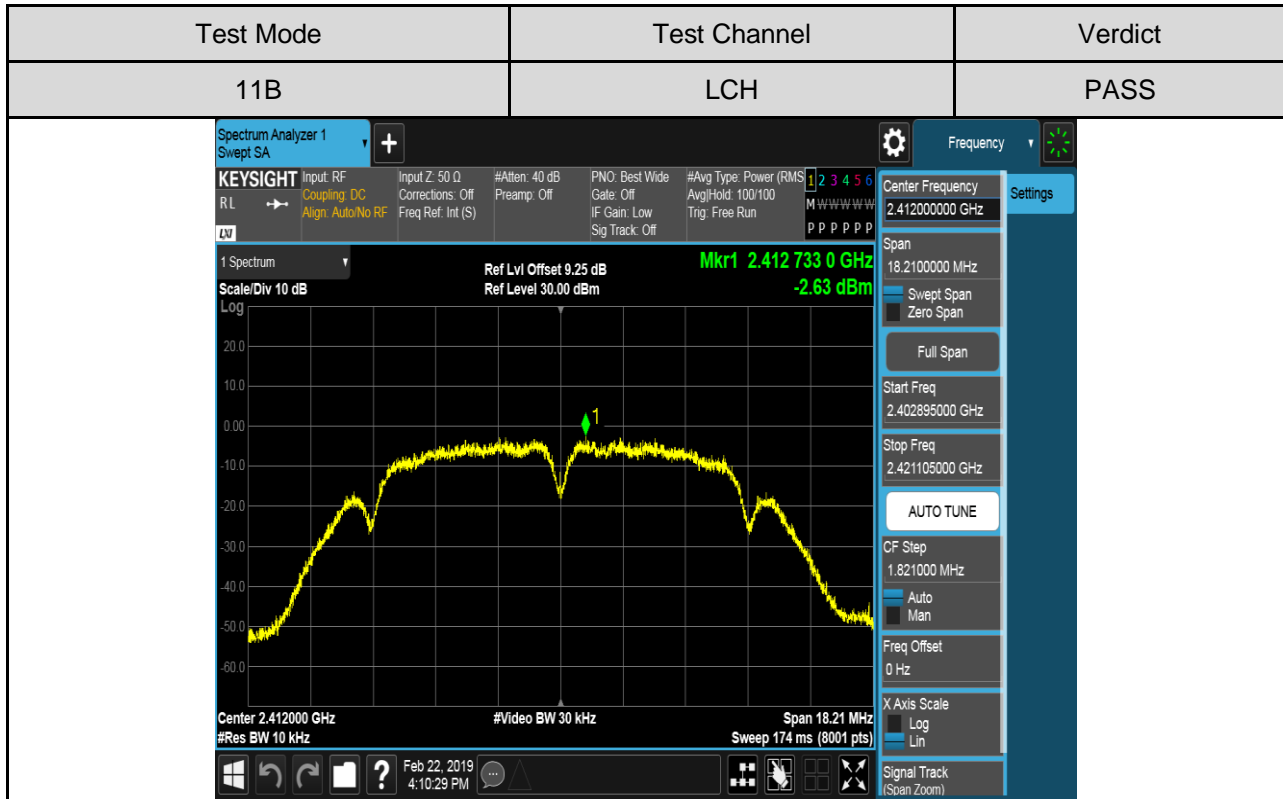 Test Mode Test Channel Verdict
11B LCH PASS
Spectrum Analyzer 1
Swept SA
+
Frequency
KEYSIGHT
RL
LXI
Input: RF
Coupling: DC
Align: Auto/No RF
Input Z: 50 Ω
Corrections: Off
Freq Ref: Int (S)
#Atten: 40 dB
Preamp: Off
PNO: Best Wide
Gate: Off
IF Gain: Low
Sig Track: Off
#Avg Type: Power (RMS
Avg|Hold: 100/100
Trig: Free Run
1 2 3 4 5 6
M W W W W W
P P P P P P
1 Spectrum
Scale/Div 10 dB
Log
Ref Lvl Offset 9.25 dB
Ref Level 30.00 dBm
Mkr1 2.412 733 0 GHz
-2.63 dBm
20.0
10.0
0.00
-10.0
-20.0
-30.0
-40.0
-50.0
-60.0
1
Center 2.412000 GHz
#Res BW 10 kHz
#Video BW 30 kHz
Span 18.21 MHz
Sweep 174 ms (8001 pts)
Center Frequency
2.412000000 GHz
Settings
Span
18.2100000 MHz
Swept Span
Zero Span
Full Span
Start Freq
2.402895000 GHz
Stop Freq
2.421105000 GHz
AUTO TUNE
CF Step
1.821000 MHz
Auto
Man
Freq Offset
0 Hz
X Axis Scale
Log
Lin
Signal Track
(Span Zoom)
?
Feb 22, 2019
4:10:29 PM